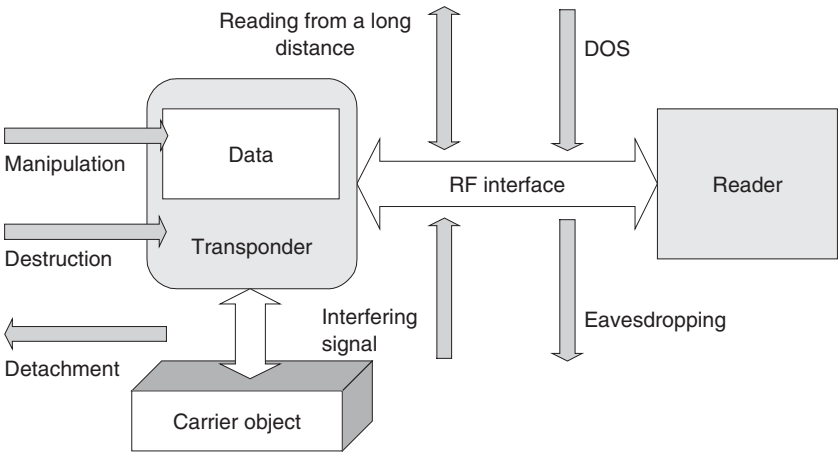 Reading from a long
distance
DOS
Data
Manipulation
RF interface
Reader
Transponder
Destruction
Interfering
signal
Eavesdropping
Detachment
Carrier object